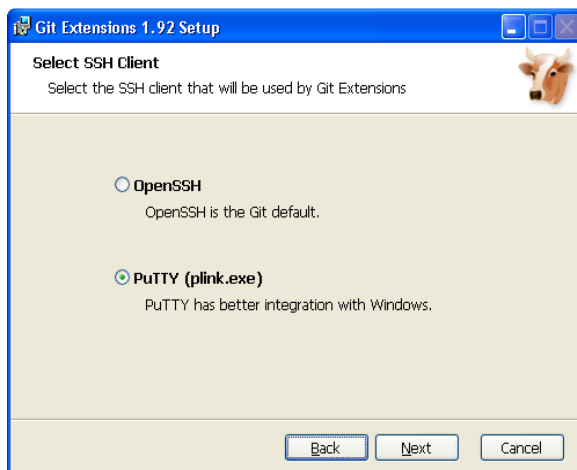 Git Extensions 1.92 Setup
Select SSH Client
Select the SSH client that will be used by Git Extensions
OpenSSH
OpenSSH is the Git default.
PuTTY (plink.exe)
PuTTY has better integration with Windows.
Back Next Cancel